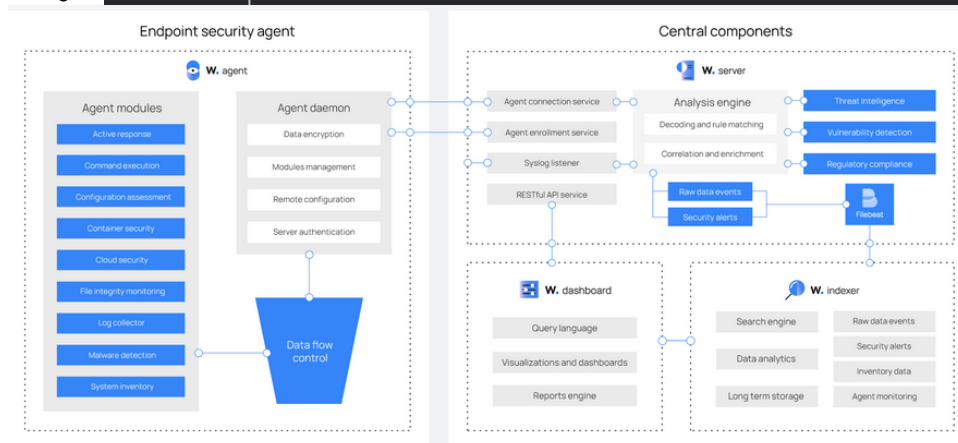 Endpoint security agent
W. agent
Agent modules
Active response
Command execution
Configuration assessment
Container security
Cloud security
File integrity monitoring
Log collector
Malware detection
System inventory
Agent daemon
Data encryption
Modules management
Remote configuration
Server authentication
Data flow
control
Central components
W. server
Agent connection service
Agent enrollment service
Syslog listener
RESTful API service
Analysis engine
Decoding and rule matching
Correlation and enrichment
Threat Intelligence
Vulnerability detection
Regulatory compliance
Raw data events
Security alerts
Filebeat
W. dashboard
Query language
Visualizations and dashboards
Reports engine
W. indexer
Search engine
Data analytics
Long term storage
Raw data events
Security alerts
Inventory data
Agent monitoring